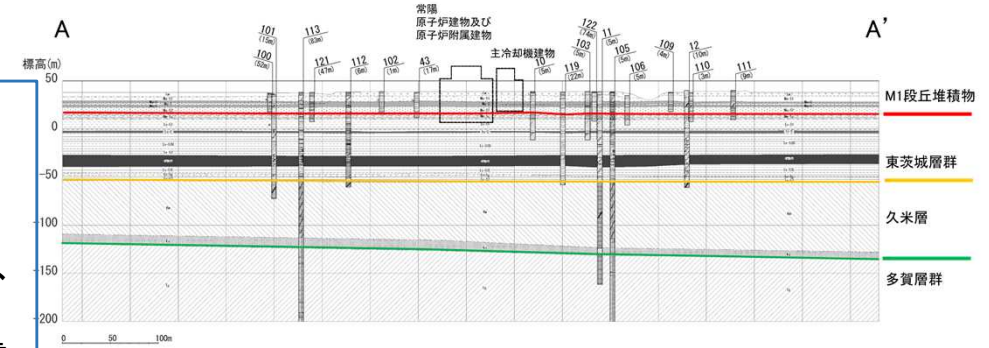 常陽
原子炉建物及び
原子炉附属建物
主冷却機建物
A
A’
101
(15m)
100
(52m)
113
(83m)
121
(47m)
112
(6m)
102
(1m)
43
(17m)
10
(5m)
119
(22m)
103
(5m)
122
(74m)
11
(5m)
105
(5m)
106
(5m)
109
(4m)
12
(10m)
110
(3m)
111
(9m)
標高(m)
50
0
-50
-100
-150
-200
M1段丘堆積物
東茨城層群
久米層
多賀層群
0 50 100m